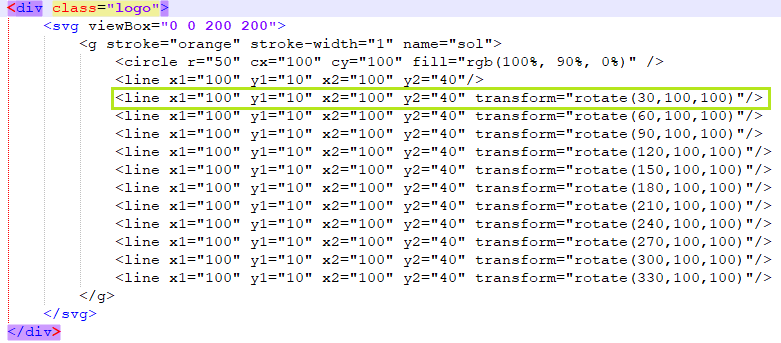 <div class="logo">
<svg viewBox="0 0 200 200">
<g stroke="orange" stroke-width="1" name="sol">
<circle r="50" cx="100" cy="100" fill="rgb(100%, 90%, 0%)" />
<line x1="100" y1="10" x2="100" y2="40"/>
<line x1="100" y1="10" x2="100" y2="40" transform="rotate(30,100,100)"/>
<line x1="100" y1="10" x2="100" y2="40" transform="rotate(60,100,100)"/>
<line x1="100" y1="10" x2="100" y2="40" transform="rotate(90,100,100)"/>
<line x1="100" y1="10" x2="100" y2="40" transform="rotate(120,100,100)"/>
<line x1="100" y1="10" x2="100" y2="40" transform="rotate(150,100,100)"/>
<line x1="100" y1="10" x2="100" y2="40" transform="rotate(180,100,100)"/>
<line x1="100" y1="10" x2="100" y2="40" transform="rotate(210,100,100)"/>
<line x1="100" y1="10" x2="100" y2="40" transform="rotate(240,100,100)"/>
<line x1="100" y1="10" x2="100" y2="40" transform="rotate(270,100,100)"/>
<line x1="100" y1="10" x2="100" y2="40" transform="rotate(300,100,100)"/>
<line x1="100" y1="10" x2="100" y2="40" transform="rotate(330,100,100)"/>
</g>
</svg>
</div>